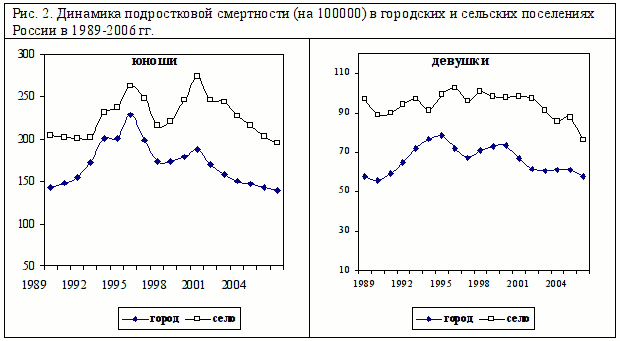 Рис. 2. Динамика подростковой смертности (на 100000) в городских и сельских поселениях
России в 1989-2006 гг.
юноши
300
250
200
150
100
50
1989 1992 1995 1998 2001 2004
город село
девушки
110
90
70
50
30
10
1989 1992 1995 1998 2001 2004
город село